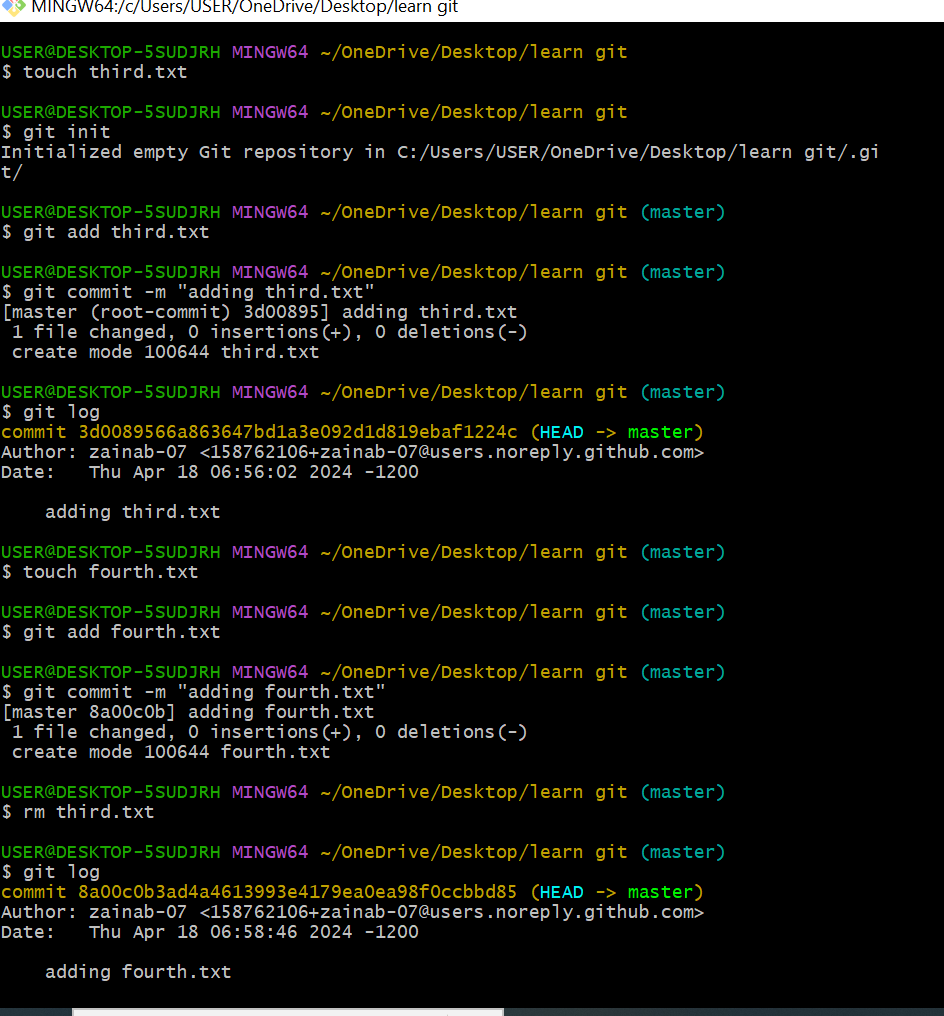 MINGW64:/c/Users/USER/OneDrive/Desktop/learn git
USER@DESKTOP-5SUDJRH MINGW64 ~/OneDrive/Desktop/learn git
$ touch third.txt
USER@DESKTOP-5SUDJRH MINGW64 ~/OneDrive/Desktop/learn git
$ git init
Initialized empty Git repository in C:/Users/USER/OneDrive/Desktop/learn git/.gi
t/
USER@DESKTOP-5SUDJRH MINGW64 ~/OneDrive/Desktop/learn git (master)
$ git add third.txt
USER@DESKTOP-5SUDJRH MINGW64 ~/OneDrive/Desktop/learn git (master)
$ git commit -m "adding third.txt"
[master (root-commit) 3d00895] adding third.txt
 1 file changed, 0 insertions(+), 0 deletions(-)
 create mode 100644 third.txt
USER@DESKTOP-5SUDJRH MINGW64 ~/OneDrive/Desktop/learn git (master)
$ git log
commit 3d0089566a863647bd1a3e092d1d819ebaf1224c (HEAD -> master)
Author: zainab-07 <158762106+zainab-07@users.noreply.github.com>
Date:   Thu Apr 18 06:56:02 2024 -1200
    adding third.txt
USER@DESKTOP-5SUDJRH MINGW64 ~/OneDrive/Desktop/learn git (master)
$ touch fourth.txt
USER@DESKTOP-5SUDJRH MINGW64 ~/OneDrive/Desktop/learn git (master)
$ git add fourth.txt
USER@DESKTOP-5SUDJRH MINGW64 ~/OneDrive/Desktop/learn git (master)
$ git commit -m "adding fourth.txt"
[master 8a00c0b] adding fourth.txt
 1 file changed, 0 insertions(+), 0 deletions(-)
 create mode 100644 fourth.txt
USER@DESKTOP-5SUDJRH MINGW64 ~/OneDrive/Desktop/learn git (master)
$ rm third.txt
USER@DESKTOP-5SUDJRH MINGW64 ~/OneDrive/Desktop/learn git (master)
$ git log
commit 8a00c0b3ad4a4613993e4179ea0ea98f0ccbbd85 (HEAD -> master)
Author: zainab-07 <158762106+zainab-07@users.noreply.github.com>
Date:   Thu Apr 18 06:58:46 2024 -1200
    adding fourth.txt